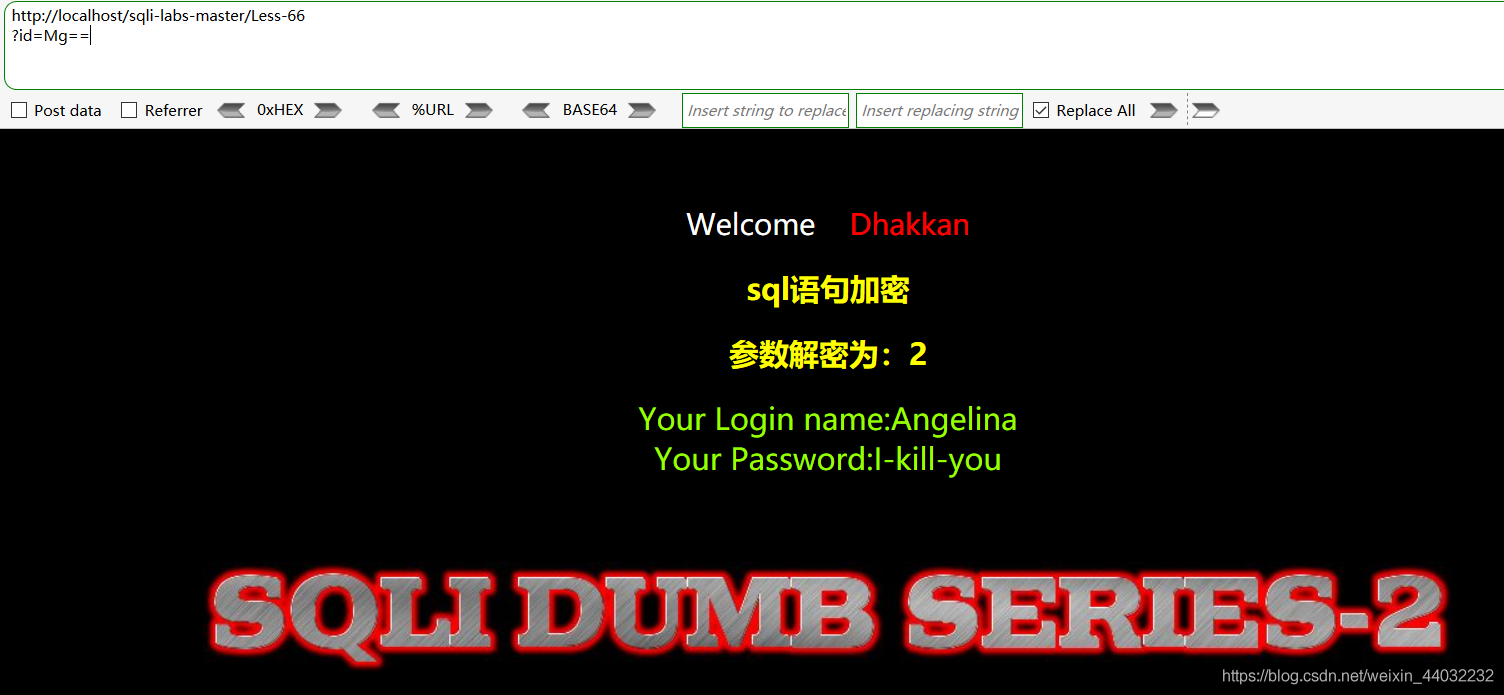 http://localhost/sqli-labs-master/Less-66
?id=Mg==
Post data Referrer 0xHEX %URL BASE64 Insert string to replace Insert replacing string Replace All
Welcome Dhakkan
sql语句加密
参数解密为：2
Your Login name:Angelina
Your Password:I-kill-you
SQLI DUMB SERIES-2
https://blog.csdn.net/weixin_44032232